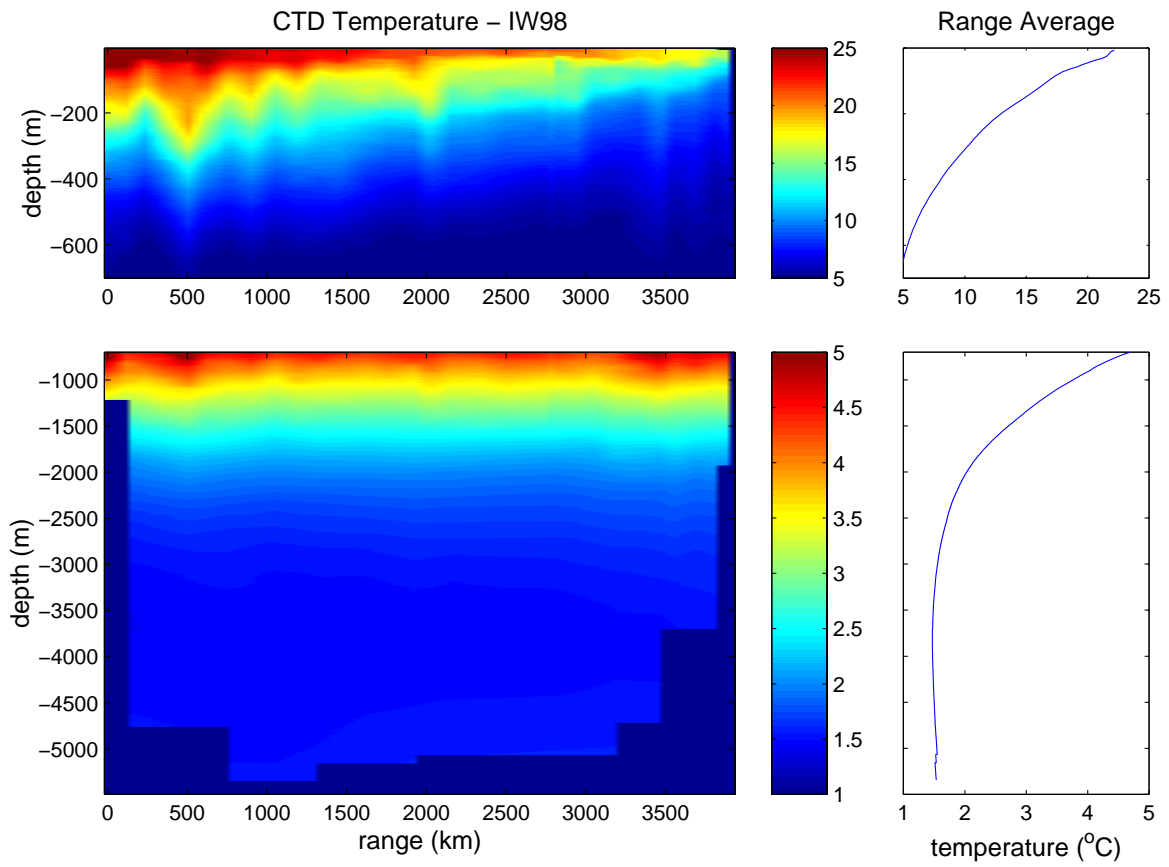 CTD Temperature – IW98
Range Average
depth (m)
−200
−400
−600
0 500 1000 1500 2000 2500 3000 3500
25
20
15
10
5
5 10 15 20 25
depth (m)
−1000
−1500
−2000
−2500
−3000
−3500
−4000
−4500
−5000
0 500 1000 1500 2000 2500 3000 3500
range (km)
5
4.5
4
3.5
3
2.5
2
1.5
1
1 2 3 4 5
temperature (°C)